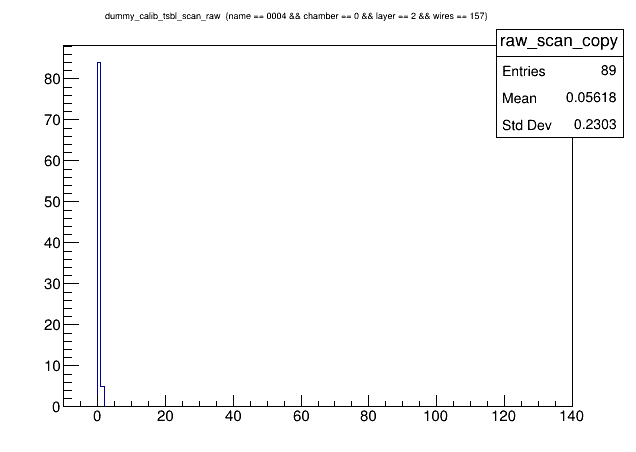 dummy_calib_tsbl_scan_raw (name == 0004 && chamber == 0 && layer == 2 && wires == 157)
raw_scan_copy
Entries 89
Mean 0.05618
Std Dev 0.2303
80
70
60
50
40
30
20
10
0
0 20 40 60 80 100 120 140